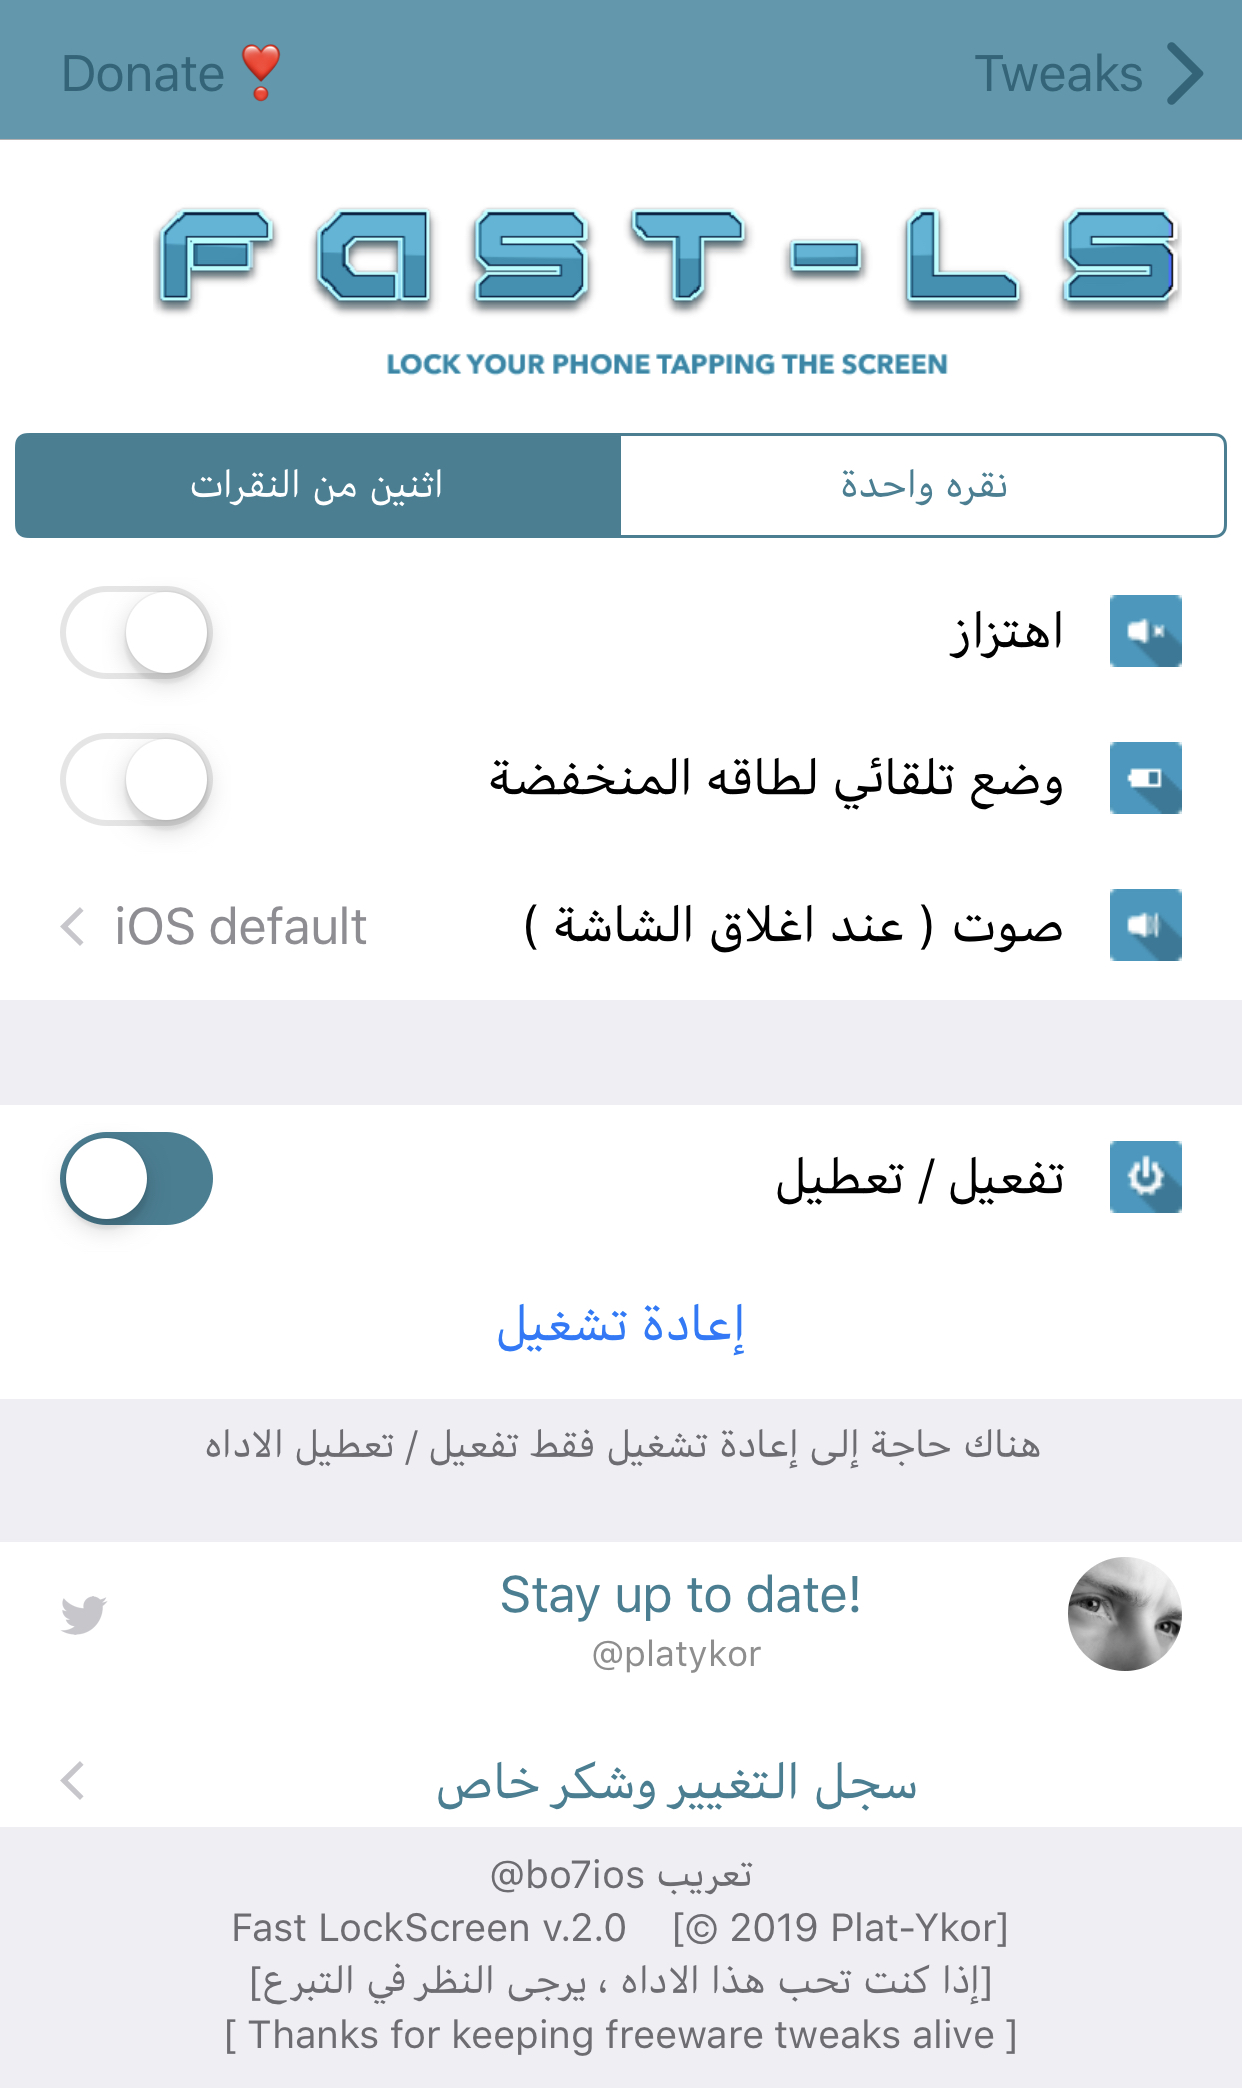 Donate ❣️
Tweaks
FAST-LS
LOCK YOUR PHONE TAPPING THE SCREEN
نقره واحدة
اثنين من النقرات
اهتزاز
وضع تلقائي لطاقه المنخفضة
صوت ( عند اغلاق الشاشة )
iOS default
تفعيل / تعطيل
إعادة تشغيل
هناك حاجة إلى إعادة تشغيل فقط تفعيل / تعطيل الاداه
Stay up to date!
@platykor
سجل التغيير وشكر خاص
تعريب @bo7ios
Fast LockScreen v.2.0 [© 2019 Plat-Ykor]
[إذا كنت تحب هذا الاداه ، يرجى النظر في التبرع]
[ Thanks for keeping freeware tweaks alive ]